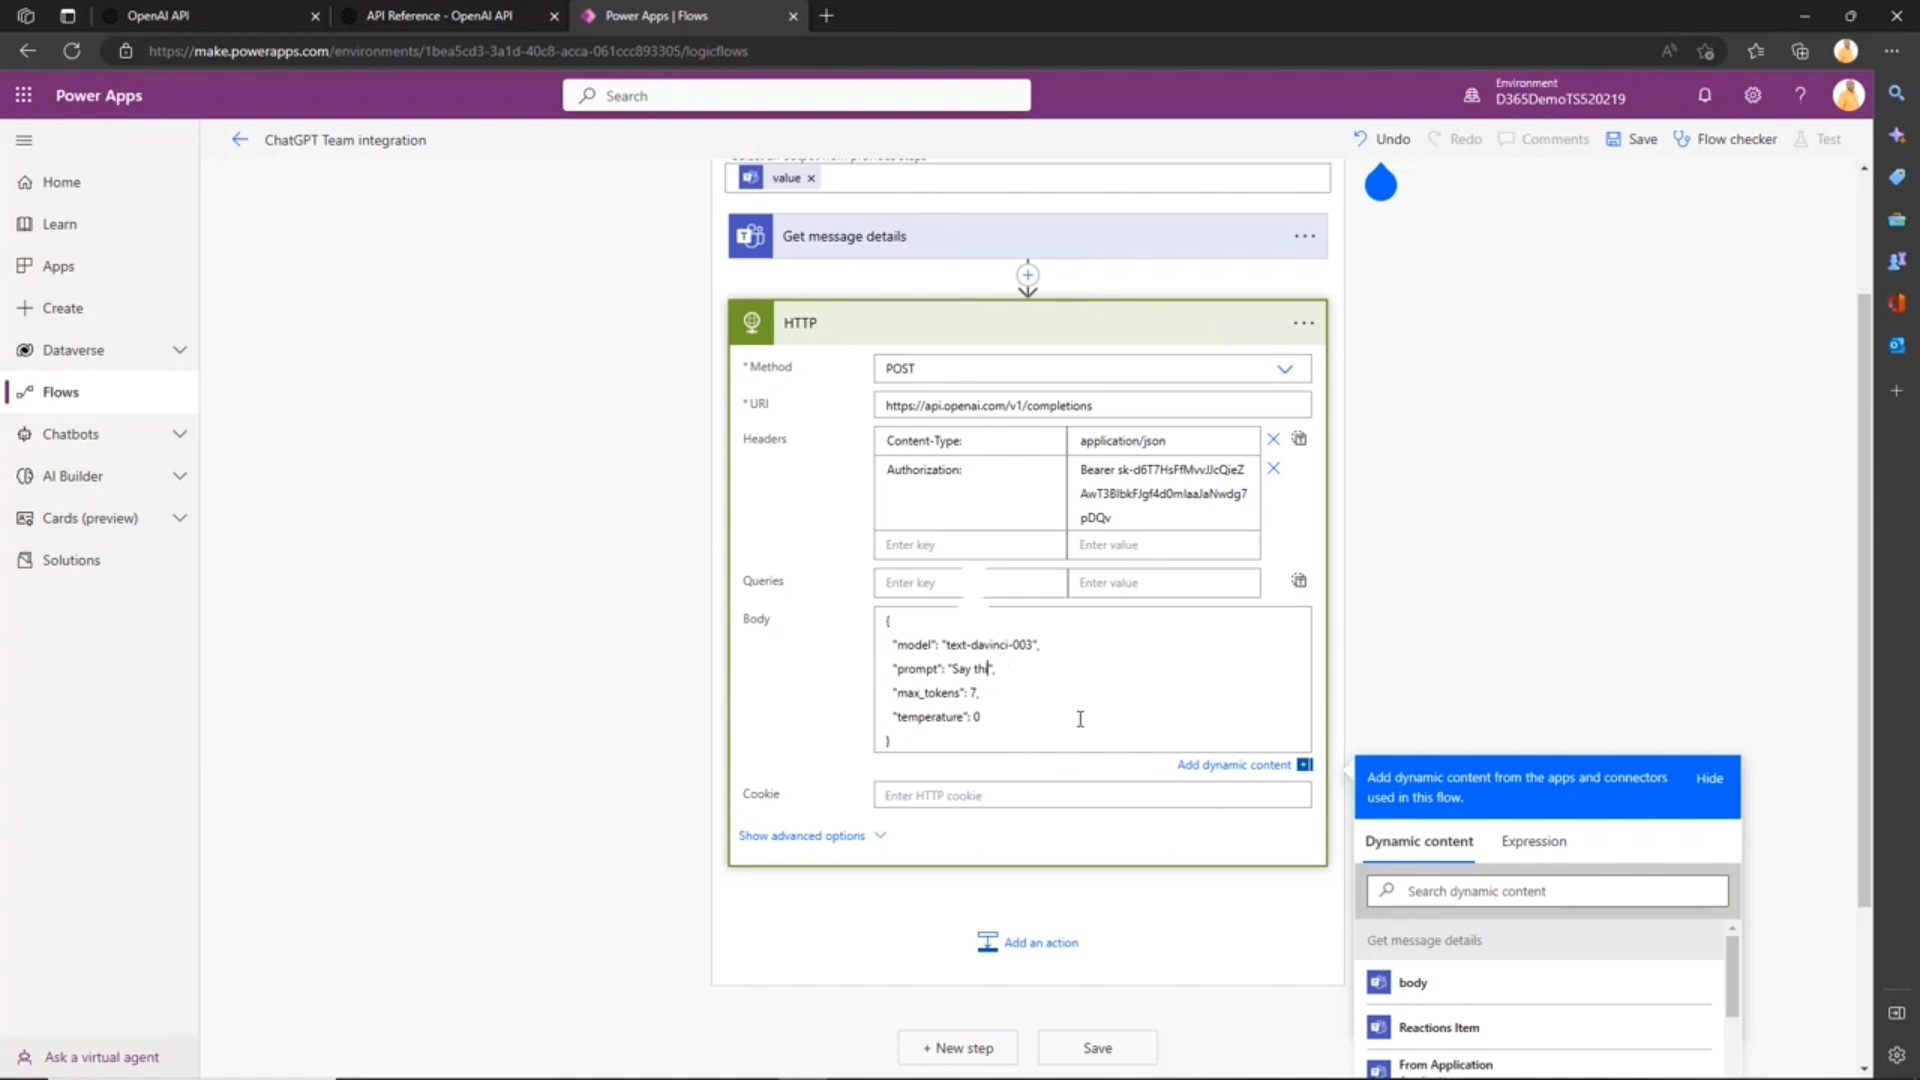 OpenAI API
API Reference - OpenAI API
Power Apps | Flows
https://make.powerapps.com/environments/1bea5cd3-3a1d-40c8-acca-061ccc893305/logicflows
Power Apps
Search
Environment
D365DemoTS520219
ChatGPT Team integration
Undo
Redo
Comments
Save
Flow checker
Test
Home
Learn
Apps
Create
Dataverse
Flows
Chatbots
AI Builder
Cards (preview)
Solutions
Ask a virtual agent
value
Get message details
HTTP
* Method
POST
* URI
https://api.openai.com/v1/completions
Headers
Content-Type:
application/json
Authorization:
Enter key
Enter value
Queries
Enter key
Enter value
Body
{
"model": "text-davinci-003",
"prompt": "Say thi",
"max_tokens": 7,
"temperature": 0
}
Add dynamic content
Cookie
Enter HTTP cookie
Show advanced options
Add an action
+ New step
Save
Add dynamic content from the apps and connectors
used in this flow.
Hide
Dynamic content
Expression
Search dynamic content
Get message details
body
Reactions Item
From Application